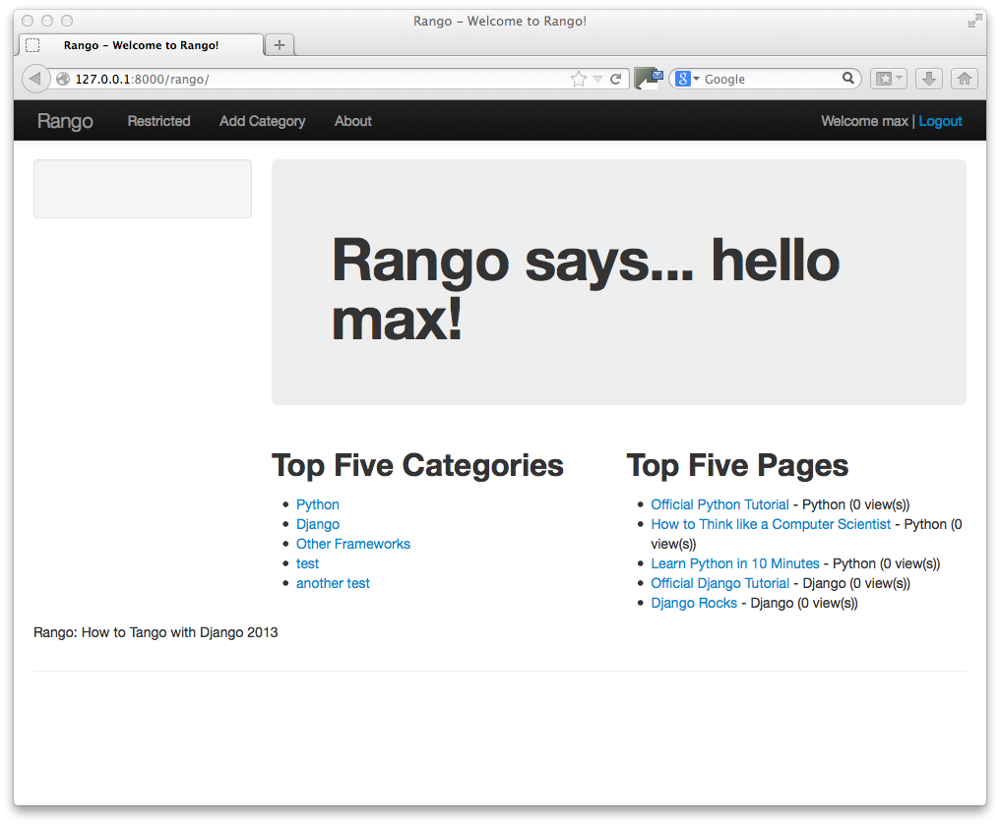 Rango – Welcome to Rango!
Rango – Welcome to Rango!
127.0.0.1:8000/rango/
Google
Rango Restricted Add Category About Welcome max | Logout
Rango says... hello
max!
Top Five Categories
Python
Django
Other Frameworks
test
another test
Top Five Pages
Official Python Tutorial - Python (0 view(s))
How to Think like a Computer Scientist - Python (0
view(s))
Learn Python in 10 Minutes - Python (0 view(s))
Official Django Tutorial - Django (0 view(s))
Django Rocks - Django (0 view(s))
Rango: How to Tango with Django 2013